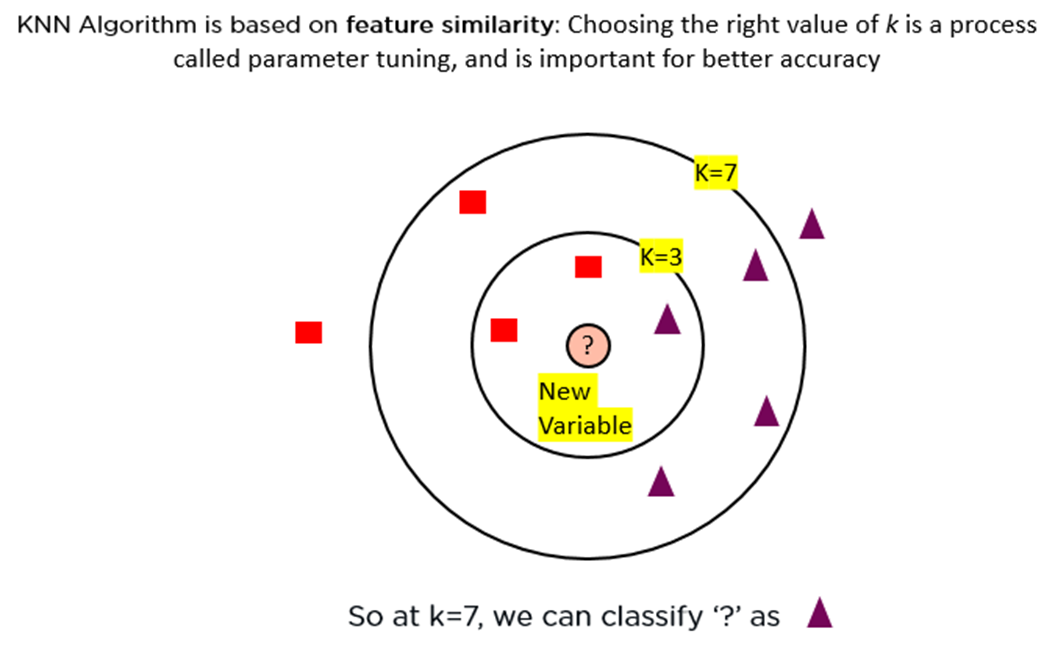 KNN Algorithm is based on feature similarity: Choosing the right value of k is a process
called parameter tuning, and is important for better accuracy
K=7
K=3
?
New
Variable
So at k=7, we can classify ‘?’ as